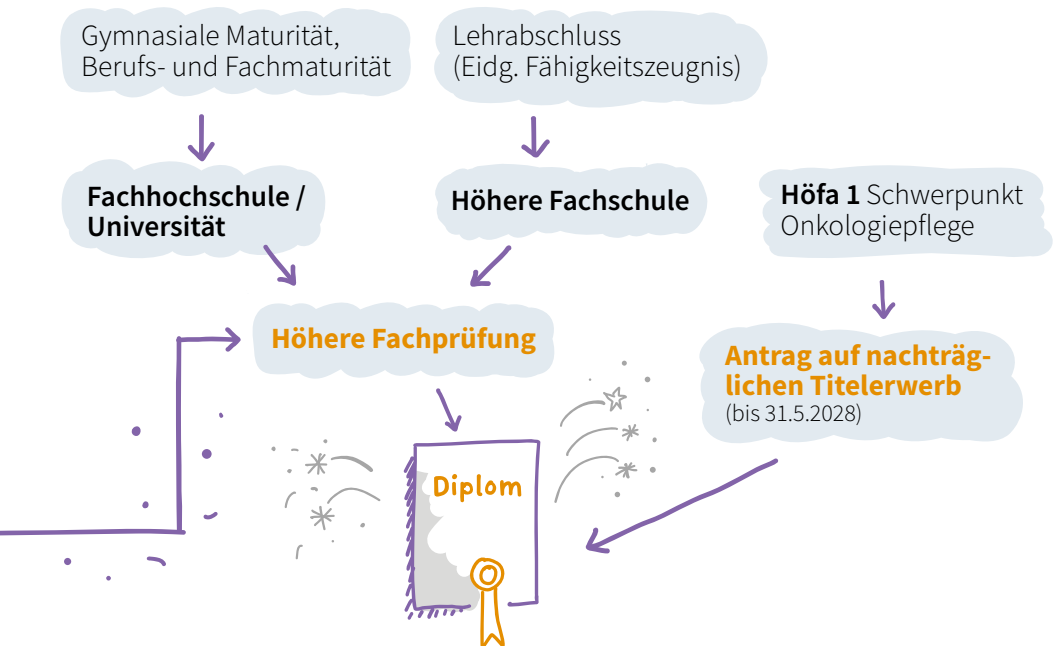 Gymnasiale Maturität,
Berufs- und Fachmaturität
Lehrabschluss
(Eidg. Fähigkeitszeugnis)
Fachhochschule /
Universität
Höhere Fachschule
Höfa 1 Schwerpunkt
Onkologiepflege
Höhere Fachprüfung
Antrag auf nachträg-
lichen Titelerwerb
(bis 31.5.2028)
Diplom